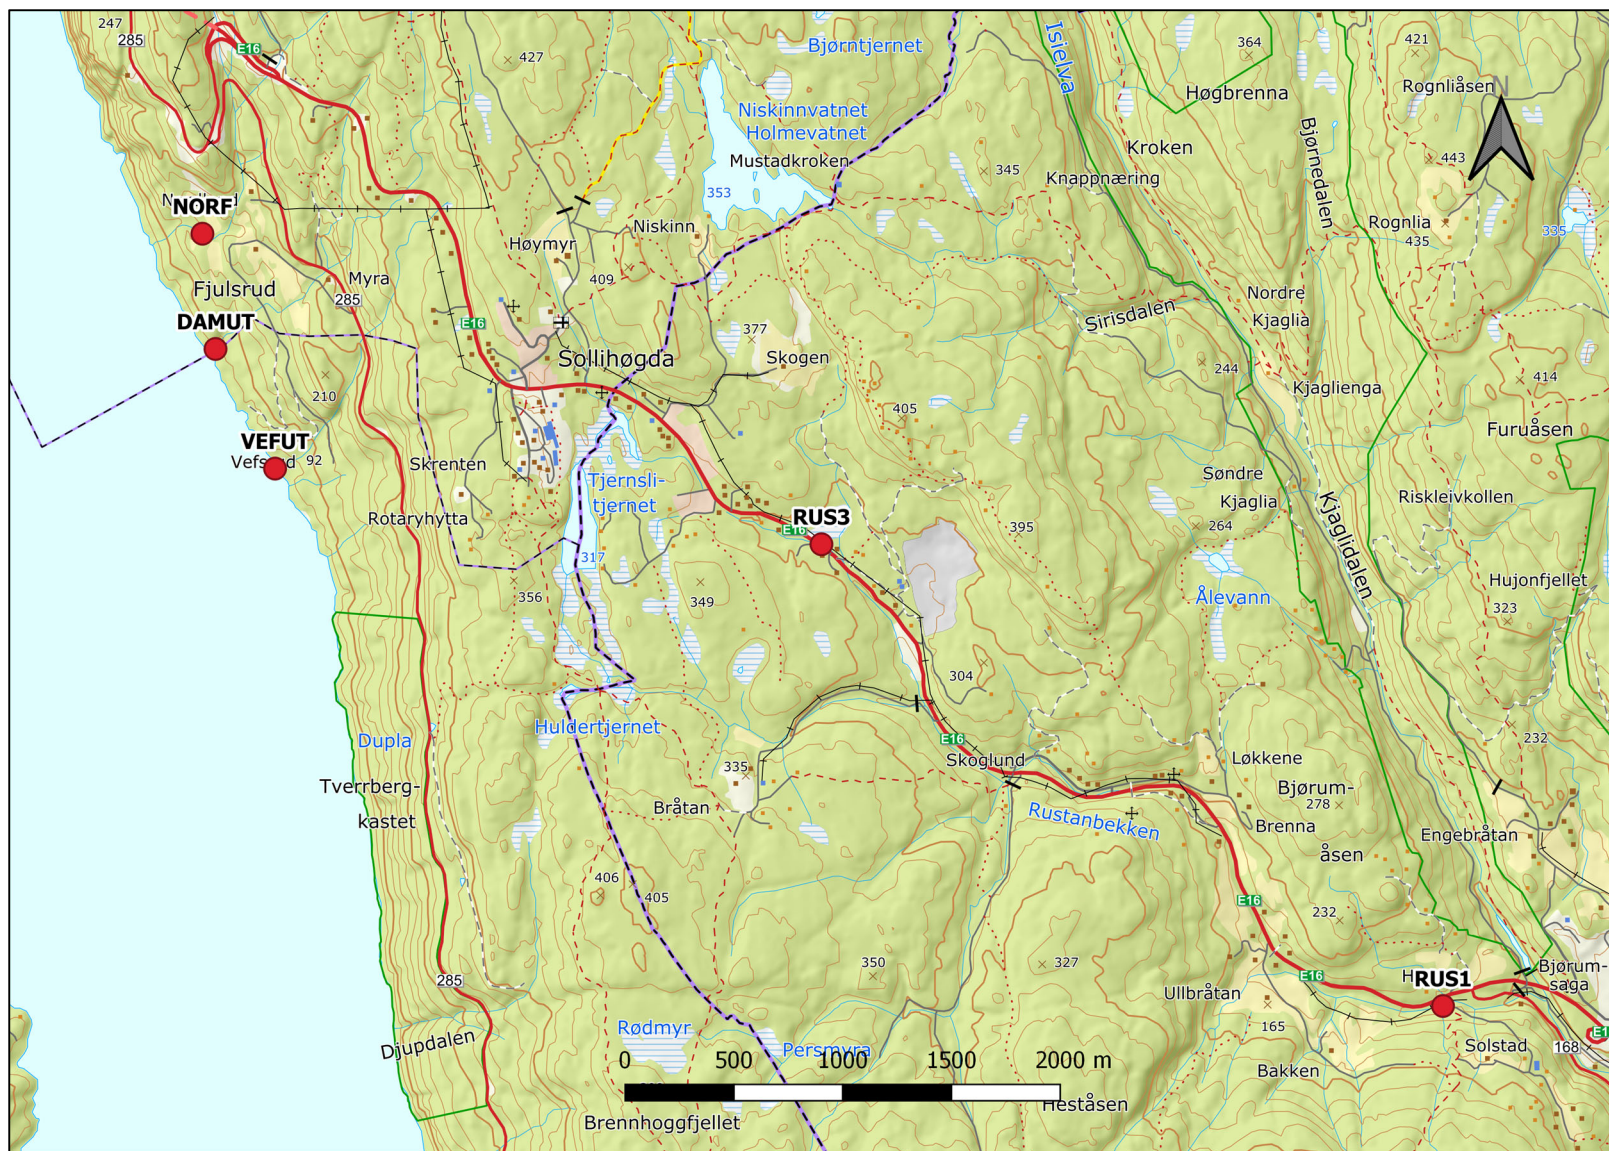 247
285
E16
427
Bjørntjernet
Isielva
364
421
Høgbrenna
Rognliåsen
N
Niskinnvatnet
Holmevatnet
Mustadkroken
353
345
Kroken
Knappnæring
Bjørnedalen
443
Rognlia
435
335
NORF
Niskinn
Høymyr
409
Fjulsrud
Myra
285
Nordre
Kjaglia
Sirisdalen
DAMUT
E16
377
Sollihøgda
Skogen
244
Kjaglienga
414
210
405
Furuåsen
VEFUT
92
Skrenten
Tjernsli-
tjernet
Søndre
Kjaglia
Riskleivkollen
Kjaglidalen
Rotaryhytta
RUS3
E16
395
264
317
356
349
Ålevann
Hujonfjellet
323
304
Dupla
Huldertjernet
E16
232
Skoglund
Løkkene
335
Tverrberg-
kastet
Bråtan
Bjørum-
278
åsen
Rustanbekken
Brenna
Engebråtan
406
405
E16
232
350
327
285
E16
RUS1
Bjørum-
saga
Ullbråtan
165
Djupdalen
Rødmyr
Persmyra
Solstad
168
Bakken
0 500 1000 1500 2000 m
Heståsen
Brennhoggfjellet